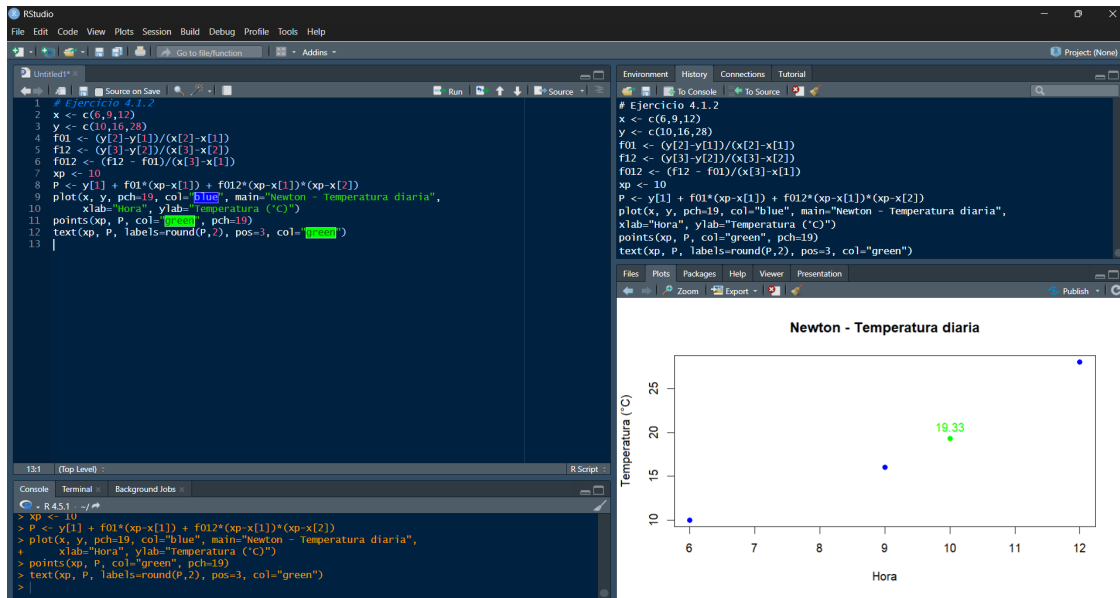 RStudio
File Edit Code View Plots Session Build Debug Profile Tools Help
Go to file/function Addins Project: (None)
Untitled1*
Source on Save Run Source
1 # Ejercicio 4.1.2
2 x <- c(6,9,12)
3 y <- c(10,16,28)
4 f01 <- (y[2]-y[1])/(x[2]-x[1])
5 f12 <- (y[3]-y[2])/(x[3]-x[2])
6 f012 <- (f12 - f01)/(x[3]-x[1])
7 xp <- 10
8 P <- y[1] + f01*(xp-x[1]) + f012*(xp-x[1])*(xp-x[2])
9 plot(x, y, pch=19, col="blue", main="Newton - Temperatura diaria",
10 xlab="Hora", ylab="Temperatura (°C)")
11 points(xp, P, col="green", pch=19)
12 text(xp, P, labels=round(P,2), pos=3, col="green")
13
13:1 (Top Level) R Script
Console Terminal Background Jobs
R 4.5.1 · ~/
> xp <- 10
> P <- y[1] + f01*(xp-x[1]) + f012*(xp-x[1])*(xp-x[2])
> plot(x, y, pch=19, col="blue", main="Newton - Temperatura diaria",
+ xlab="Hora", ylab="Temperatura (°C)")
> points(xp, P, col="green", pch=19)
> text(xp, P, labels=round(P,2), pos=3, col="green")
>
Environment History Connections Tutorial
To Console To Source
# Ejercicio 4.1.2
x <- c(6,9,12)
y <- c(10,16,28)
f01 <- (y[2]-y[1])/(x[2]-x[1])
f12 <- (y[3]-y[2])/(x[3]-x[2])
f012 <- (f12 - f01)/(x[3]-x[1])
xp <- 10
P <- y[1] + f01*(xp-x[1]) + f012*(xp-x[1])*(xp-x[2])
plot(x, y, pch=19, col="blue", main="Newton - Temperatura diaria",
xlab="Hora", ylab="Temperatura (°C)")
points(xp, P, col="green", pch=19)
text(xp, P, labels=round(P,2), pos=3, col="green")
Files Plots Packages Help Viewer Presentation
Zoom Export Publish
Newton - Temperatura diaria
Temperatura (°C)
25
20
15
10
19.33
6 7 8 9 10 11 12
Hora